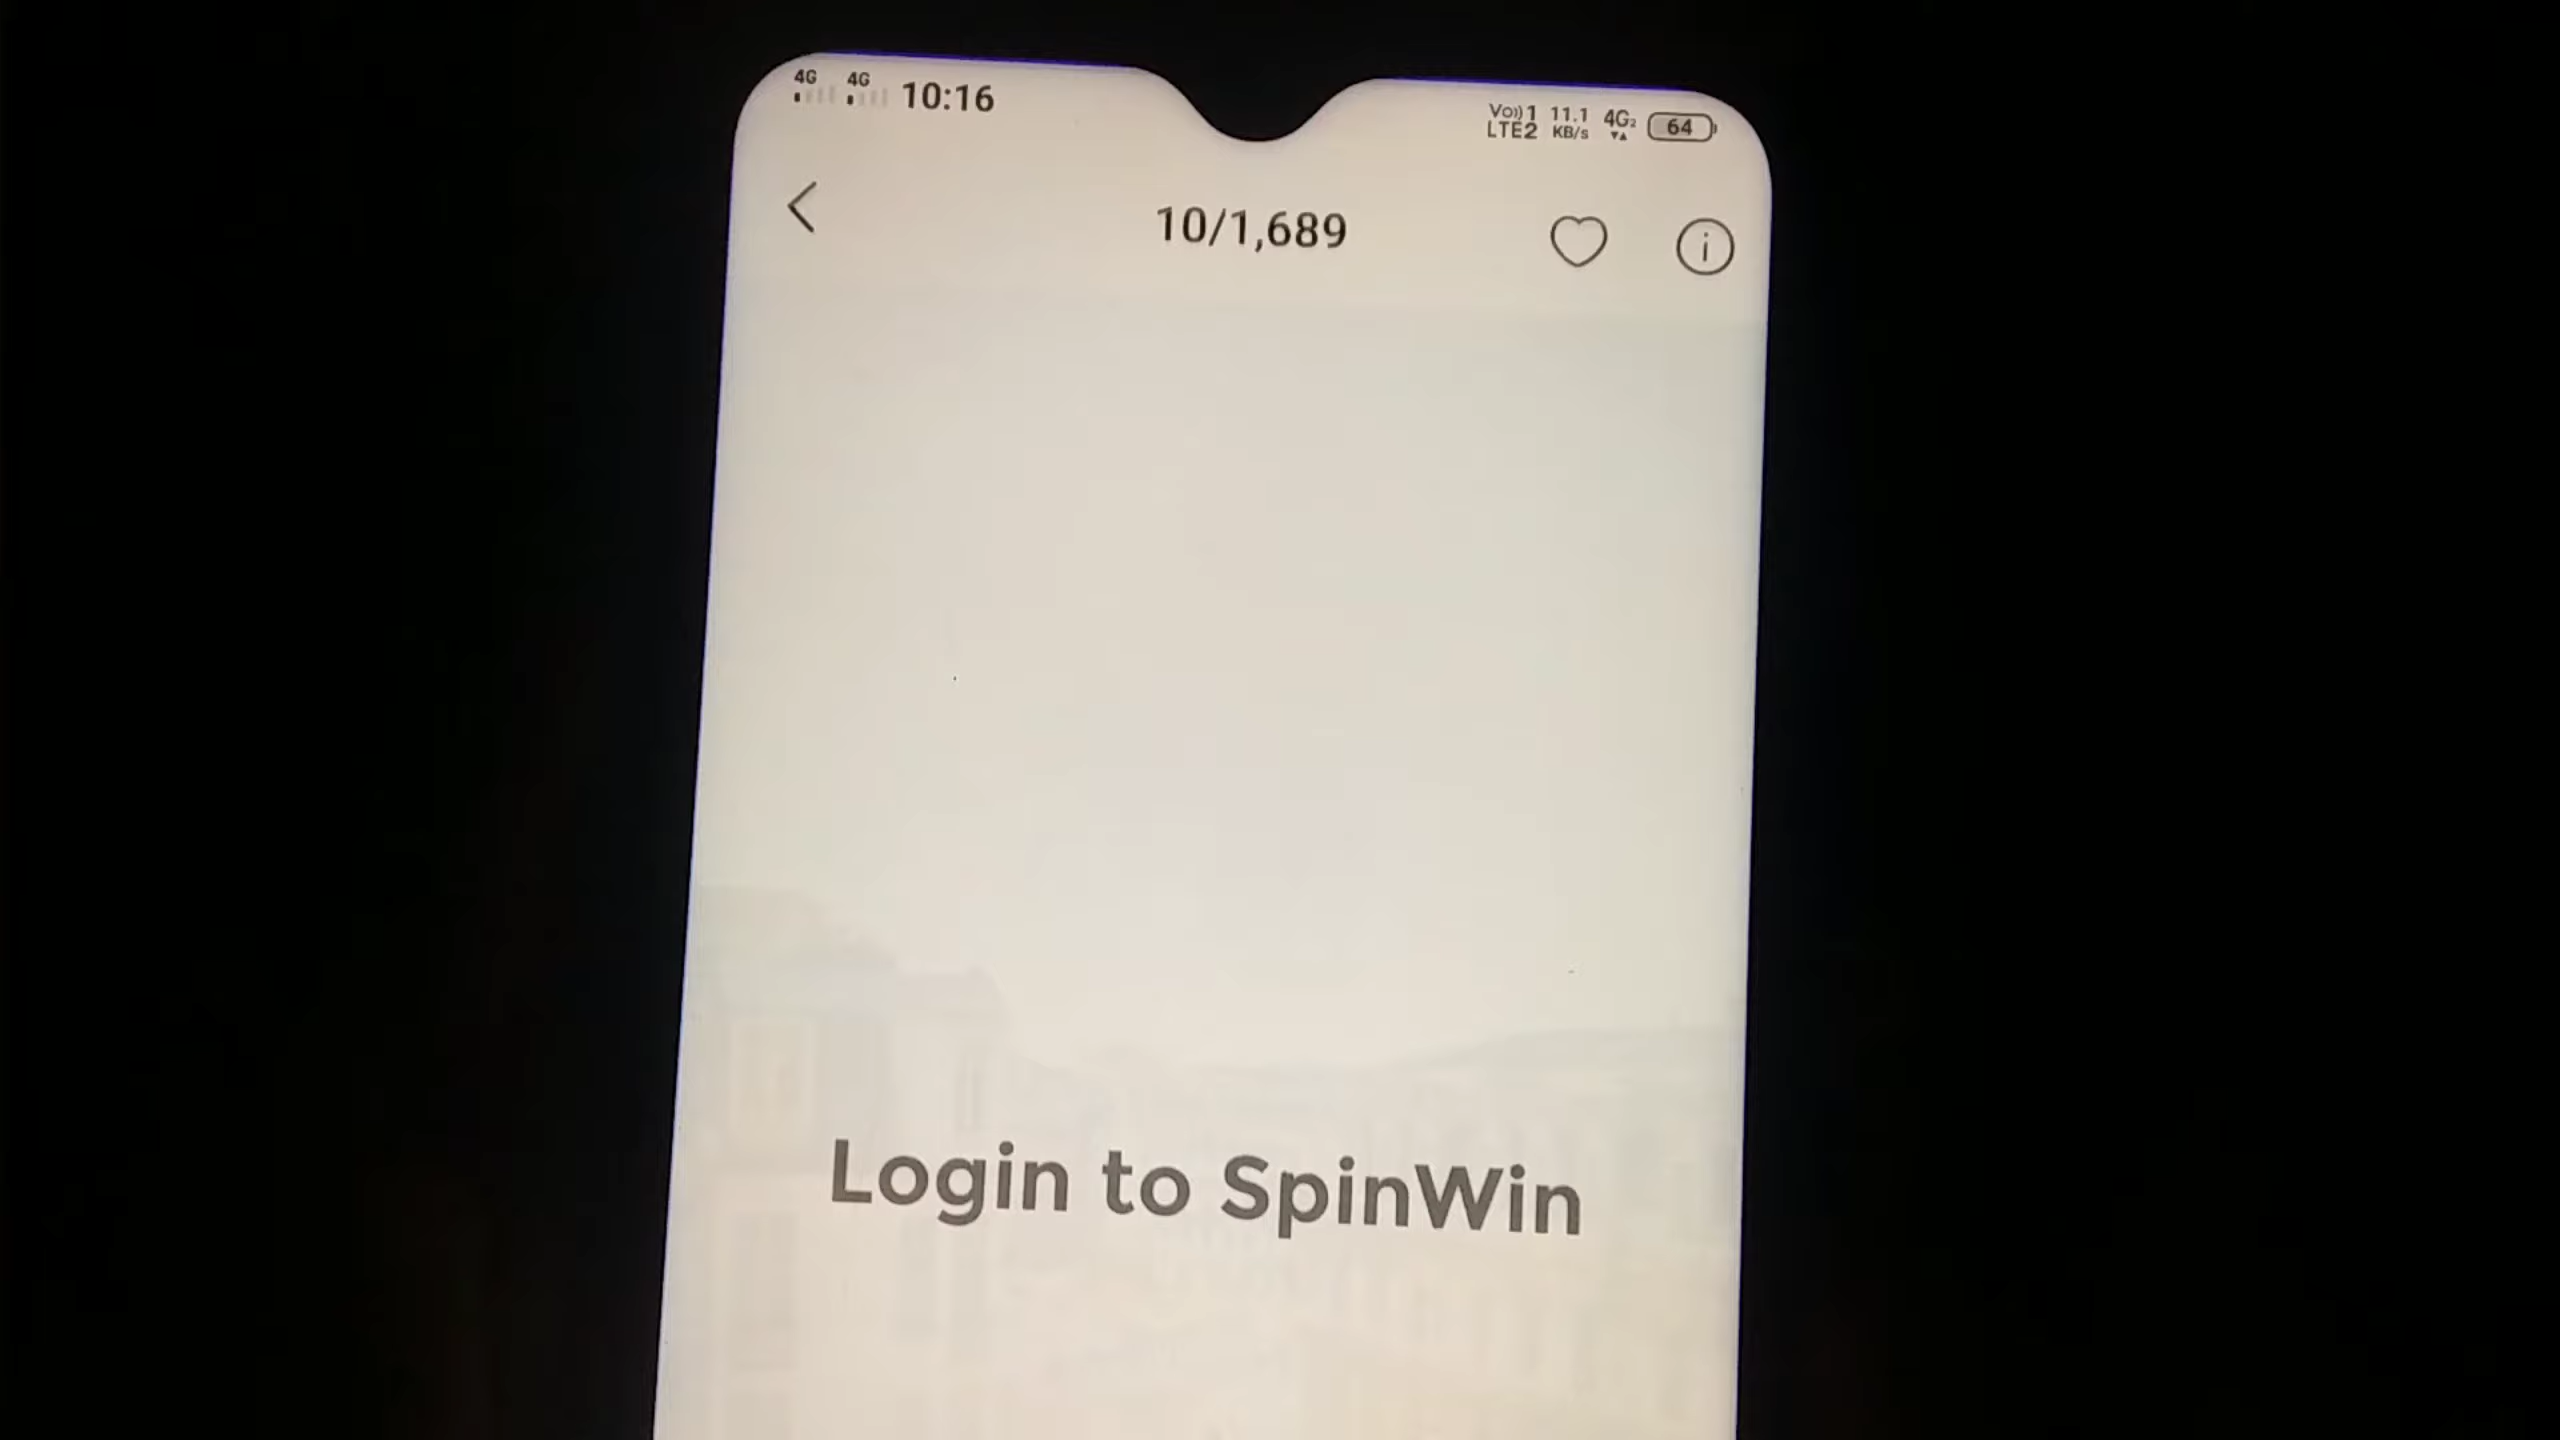 4G 4G 10:16
Vo)) 1 11.1 4G2 64
LTE2 KB/s
10/1,689
Login to SpinWin